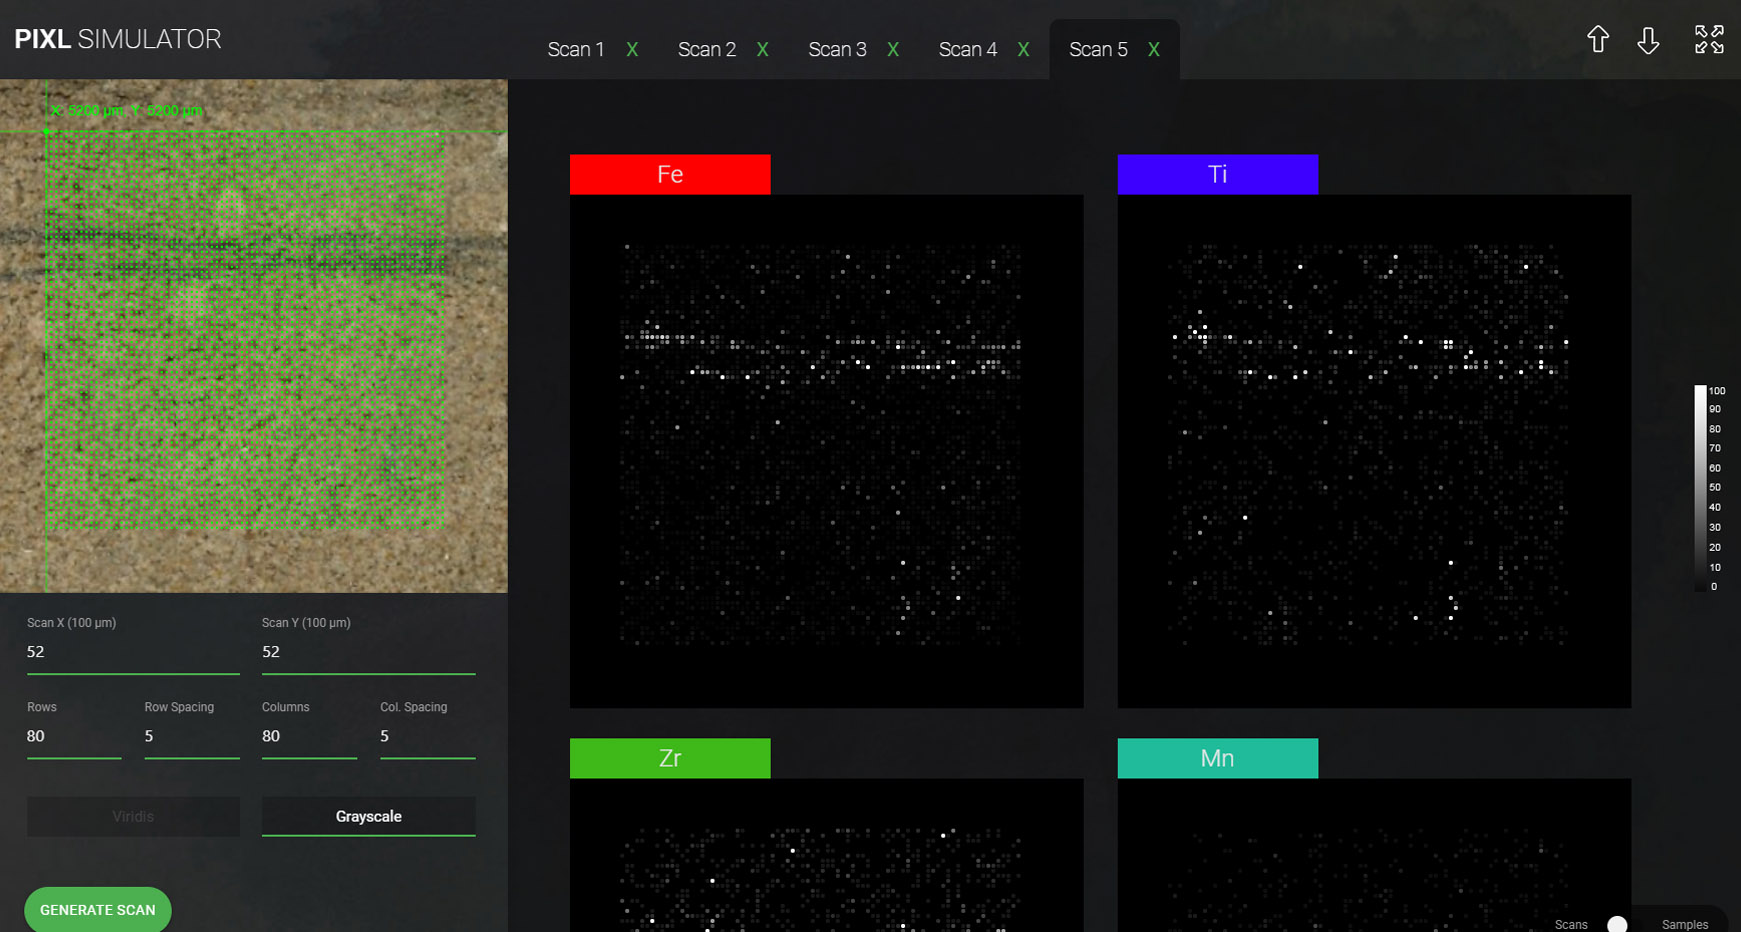 PIXL SIMULATOR
Scan 1 X Scan 2 X Scan 3 X Scan 4 X Scan 5 X
X: 5200 µm, Y: 5200 µm
Fe
Ti
100
90
80
70
60
50
40
30
20
10
0
Scan X (100 µm)
52
Scan Y (100 µm)
52
Rows
80
Row Spacing
5
Columns
80
Col. Spacing
5
Zr
Mn
Viridis
Grayscale
GENERATE SCAN
Scans
Samples